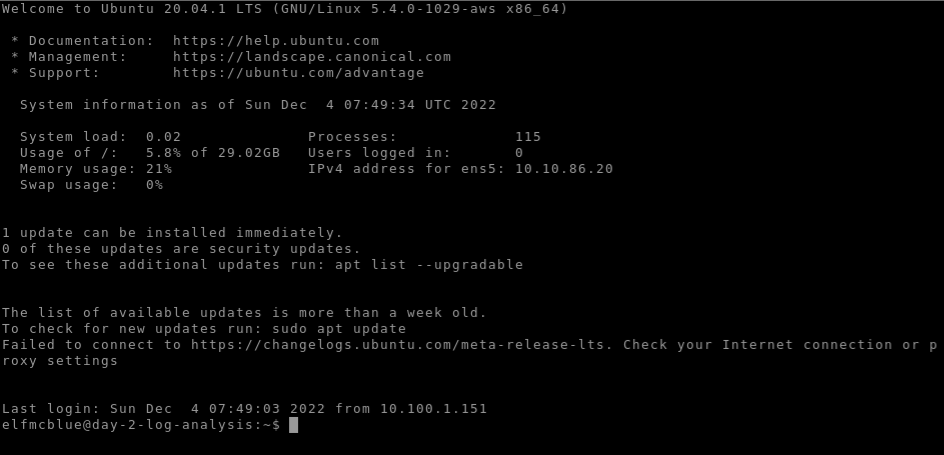 Welcome to Ubuntu 20.04.1 LTS (GNU/Linux 5.4.0-1029-aws x86_64)
* Documentation:  https://help.ubuntu.com
* Management:     https://landscape.canonical.com
* Support:        https://ubuntu.com/advantage
System information as of Sun Dec  4 07:49:34 UTC 2022
System load:  0.02              Processes:             115
Usage of /:   5.8% of 29.02GB   Users logged in:       0
Memory usage: 21%               IPv4 address for ens5: 10.10.86.20
Swap usage:   0%
1 update can be installed immediately.
0 of these updates are security updates.
To see these additional updates run: apt list --upgradable
The list of available updates is more than a week old.
To check for new updates run: sudo apt update
Failed to connect to https://changelogs.ubuntu.com/meta-release-lts. Check your Internet connection or p
roxy settings
Last login: Sun Dec  4 07:49:03 2022 from 10.100.1.151
elfmcblue@day-2-log-analysis:~$